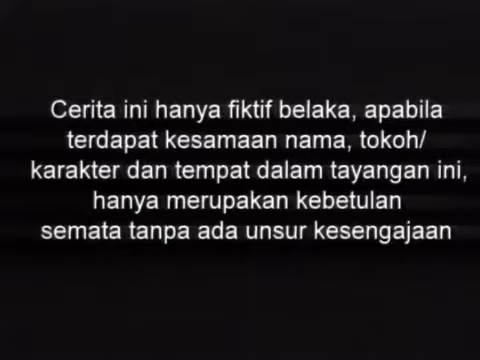 Cerita ini hanya fiktif belaka, apabila
terdapat kesamaan nama, tokoh/
karakter dan tempat dalam tayangan ini,
hanya merupakan kebetulan
semata tanpa ada unsur kesengajaan